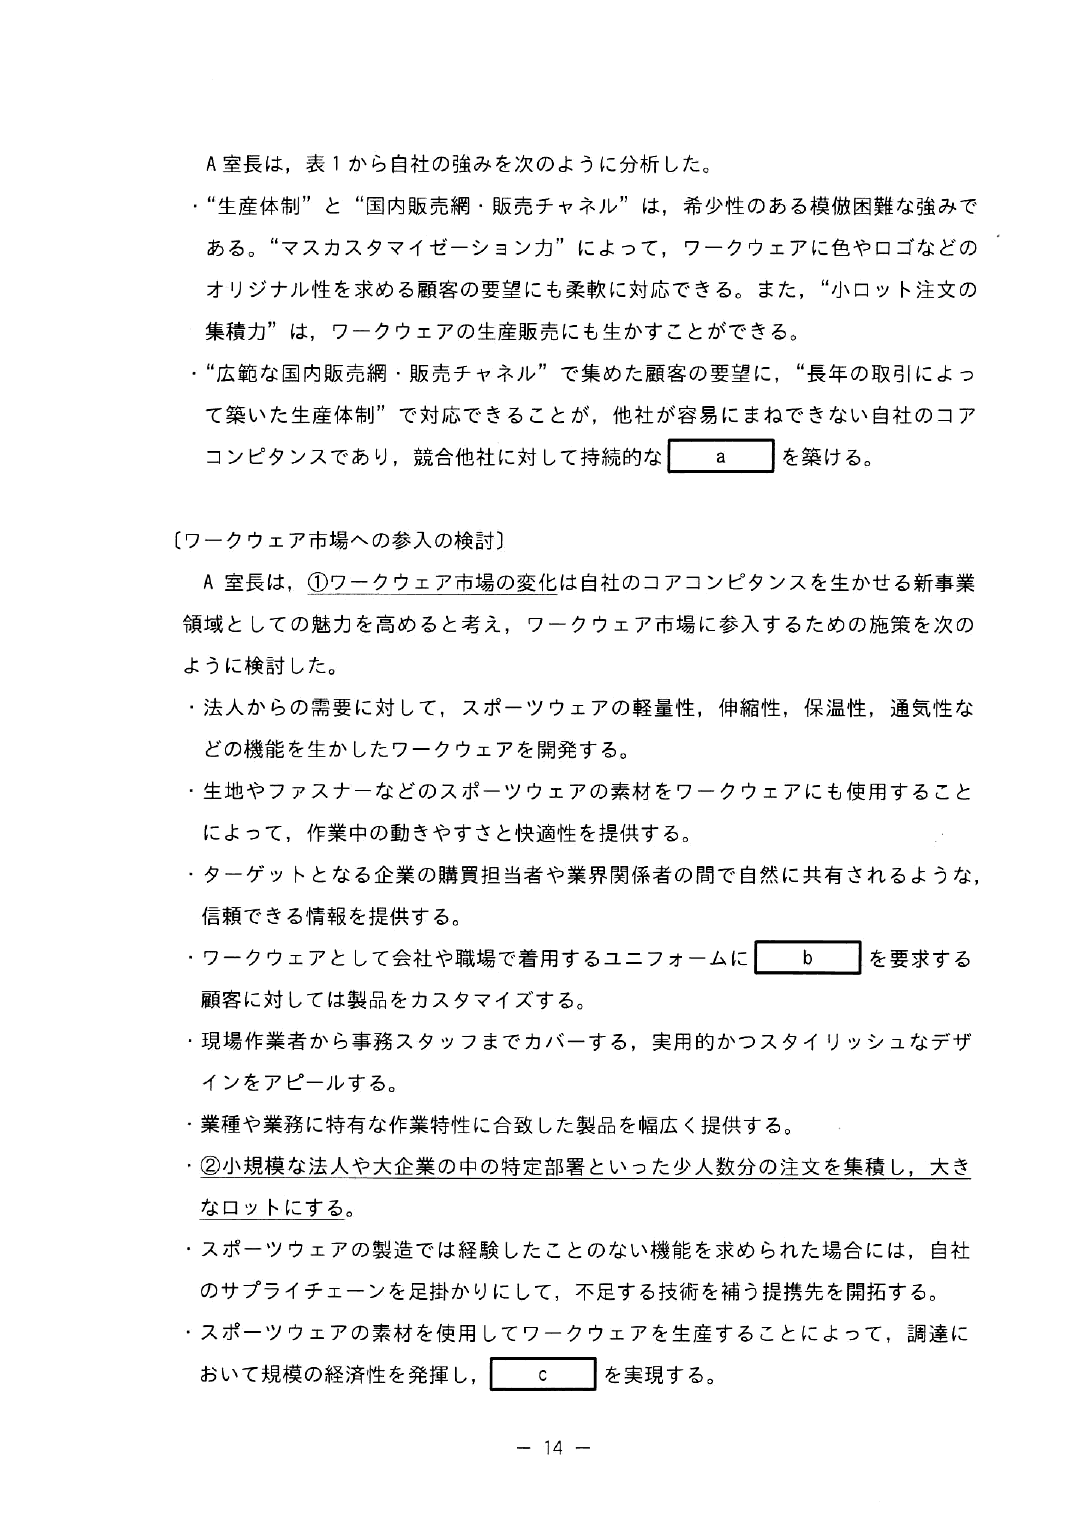 A 室長は，表 1 から自社の強みを次のように分析した。
・“生産体制”と“国内販売網・販売チャネル”は，希少性のある模倣困難な強みで
ある。“マスカスタマイゼーション力”によって，ワークウェアに色やロゴなどの
オリジナル性を求める顧客の要望にも柔軟に対応できる。また，“小ロット注文の
集積力”は，ワークウェアの生産販売にも生かすことができる。
・“広範な国内販売網・販売チャネル”で集めた顧客の要望に，“長年の取引によっ
て築いた生産体制”で対応できることが，他社が容易にまねできない自社のコア
コンピタンスであり，競合他社に対して持続的な a を築ける。
〔ワークウェア市場への参入の検討〕
A 室長は，①ワークウェア市場の変化は自社のコアコンピタンスを生かせる新事業
領域としての魅力を高めると考え，ワークウェア市場に参入するための施策を次の
ように検討した。
・法人からの需要に対して，スポーツウェアの軽量性，伸縮性，保温性，通気性な
どの機能を生かしたワークウェアを開発する。
・生地やファスナーなどのスポーツウェアの素材をワークウェアにも使用すること
によって，作業中の動きやすさと快適性を提供する。
・ターゲットとなる企業の購買担当者や業界関係者の間で自然に共有されるような，
信頼できる情報を提供する。
・ワークウェアとして会社や職場で着用するユニフォームに b を要求する
顧客に対しては製品をカスタマイズする。
・現場作業者から事務スタッフまでカバーする，実用的かつスタイリッシュなデザ
インをアピールする。
・業種や業務に特有な作業特性に合致した製品を幅広く提供する。
・②小規模な法人や大企業の中の特定部署といった少人数分の注文を集積し，大き
なロットにする。
・スポーツウェアの製造では経験したことのない機能を求められた場合には，自社
のサプライチェーンを足掛かりにして，不足する技術を補う提携先を開拓する。
・スポーツウェアの素材を使用してワークウェアを生産することによって，調達に
おいて規模の経済性を発揮し， c を実現する。
― 14 ―